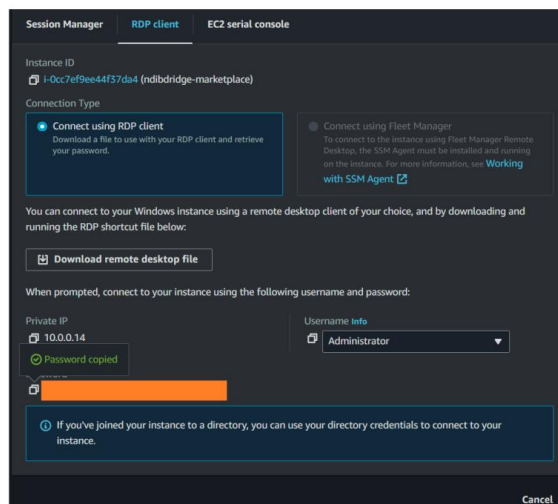 Session Manager RDP client EC2 serial console
Instance ID
i-0cc7ef9ee44f37da4 (ndibdridge-marketplace)
Connection Type
Connect using RDP client
Download a file to use with your RDP client and retrieve
your password.
Connect using Fleet Manager
To connect to the instance using Fleet Manager Remote
Desktop, the SSM Agent must be installed and running
on the instance. For more information, see Working
with SSM Agent
You can connect to your Windows instance using a remote desktop client of your choice, and by downloading and
running the RDP shortcut file below:
Download remote desktop file
When prompted, connect to your instance using the following username and password:
Private IP
10.0.0.14
Username Info
Administrator
Password copied
If you've joined your instance to a directory, you can use your directory credentials to connect to your
instance.
Cancel